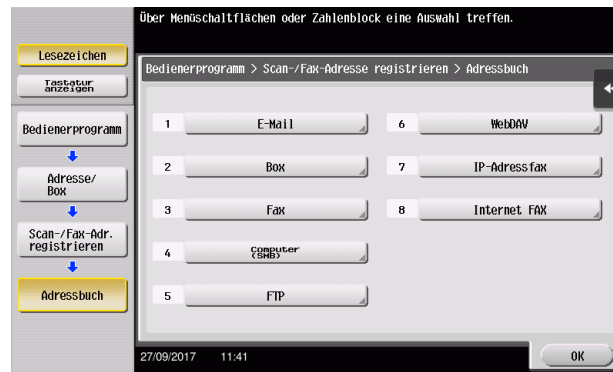 Über Menüschaltflächen oder Zahlenblock eine Auswahl treffen.
Lesezeichen
Tastatur
anzeigen
Bedienerprogramm > Scan-/Fax-Adresse registrieren > Adressbuch
Bedienerprogramm
Adresse/
Box
Scan-/Fax-Adr.
registrieren
Adressbuch
1 E-Mail
2 Box
3 Fax
4 Computer
(SMB)
5 FTP
6 WebDAV
7 IP-Adressfax
8 Internet FAX
27/09/2017 11:41
OK